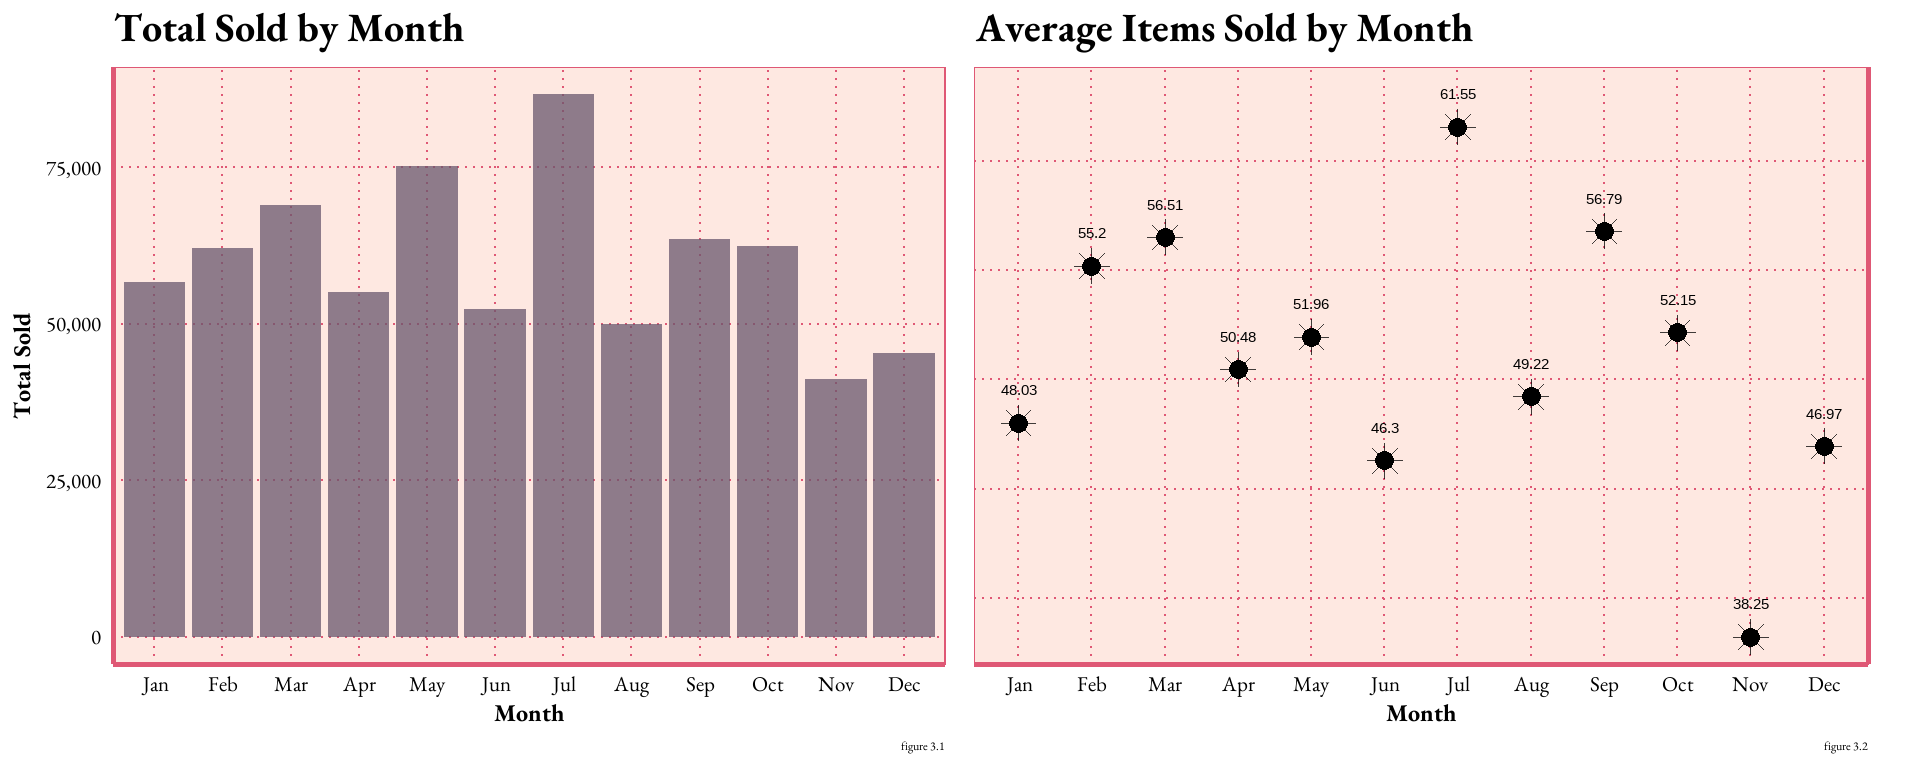 Total Sold by Month
Total Sold
75,000
50,000
25,000
0
Jan Feb Mar Apr May Jun Jul Aug Sep Oct Nov Dec
Month
figure 3.1
Average Items Sold by Month
48.03
55.2
56.51
50.48
51.96
46.3
61.55
49.22
56.79
52.15
38.25
46.97
Jan Feb Mar Apr May Jun Jul Aug Sep Oct Nov Dec
Month
figure 3.2